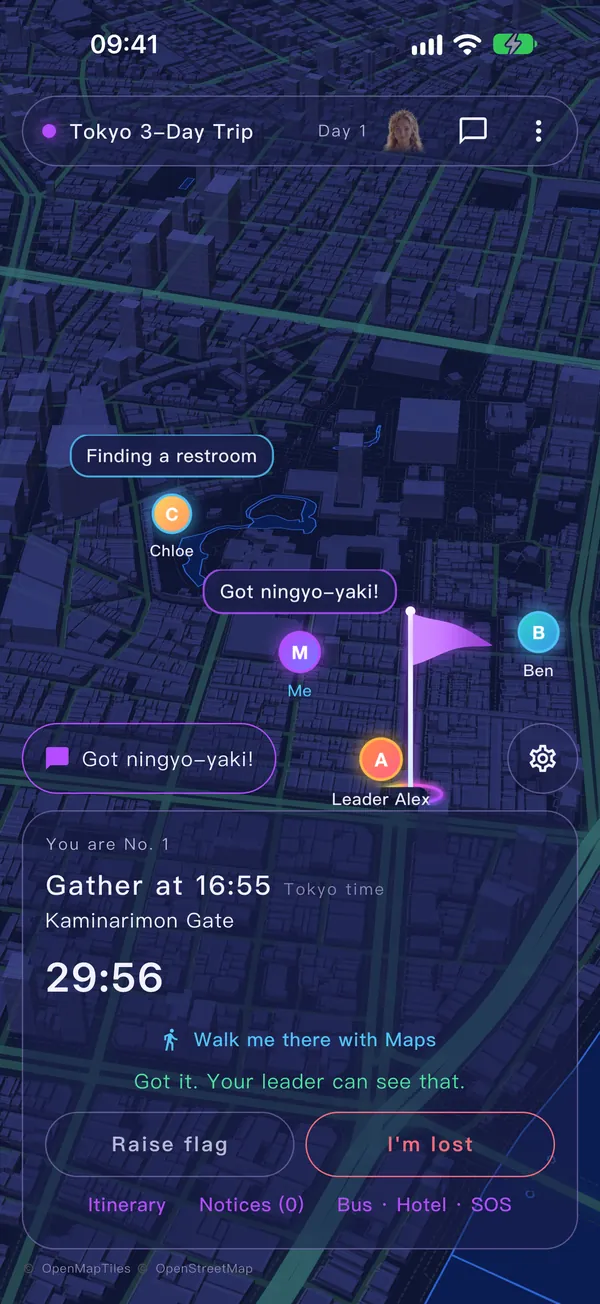 09:41
Tokyo 3-Day Trip
Day 1
Finding a restroom
C
Chloe
Got ningyo-yaki!
M
Me
B
Ben
Got ningyo-yaki!
A
Leader Alex
You are No. 1
Gather at 16:55 Tokyo time
Kaminarimon Gate
29:56
Walk me there with Maps
Got it. Your leader can see that.
Raise flag
I'm lost
Itinerary
Notices (0)
Bus · Hotel · SOS
© OpenMapTiles © OpenStreetMap